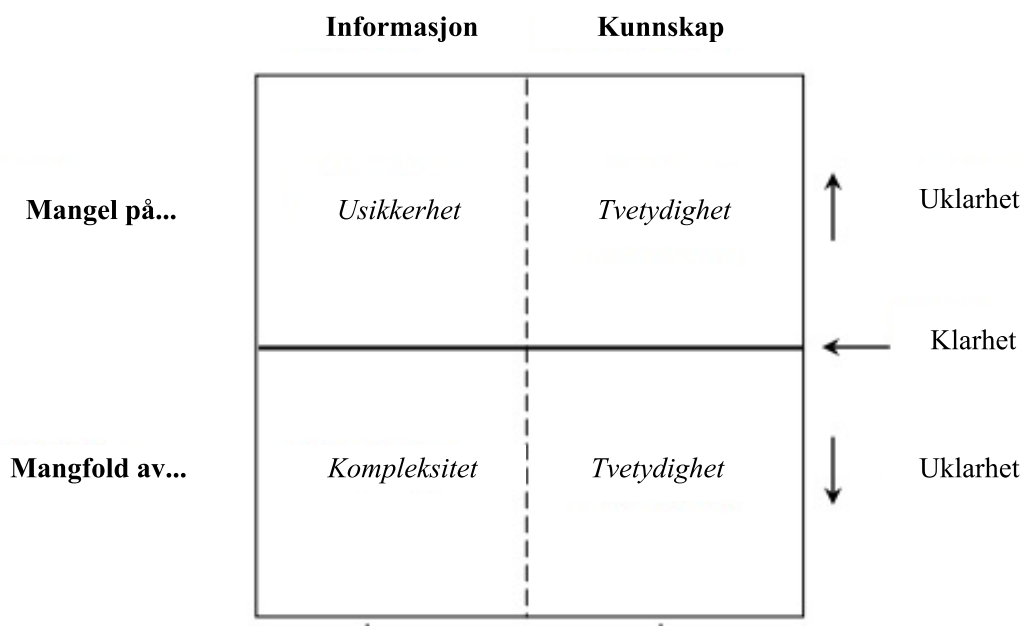 Informasjon Kunnskap
Mangel på... Usikkerhet Tvetydighet Uklarhet
Klarhet
Mangfold av... Kompleksitet Tvetydighet Uklarhet